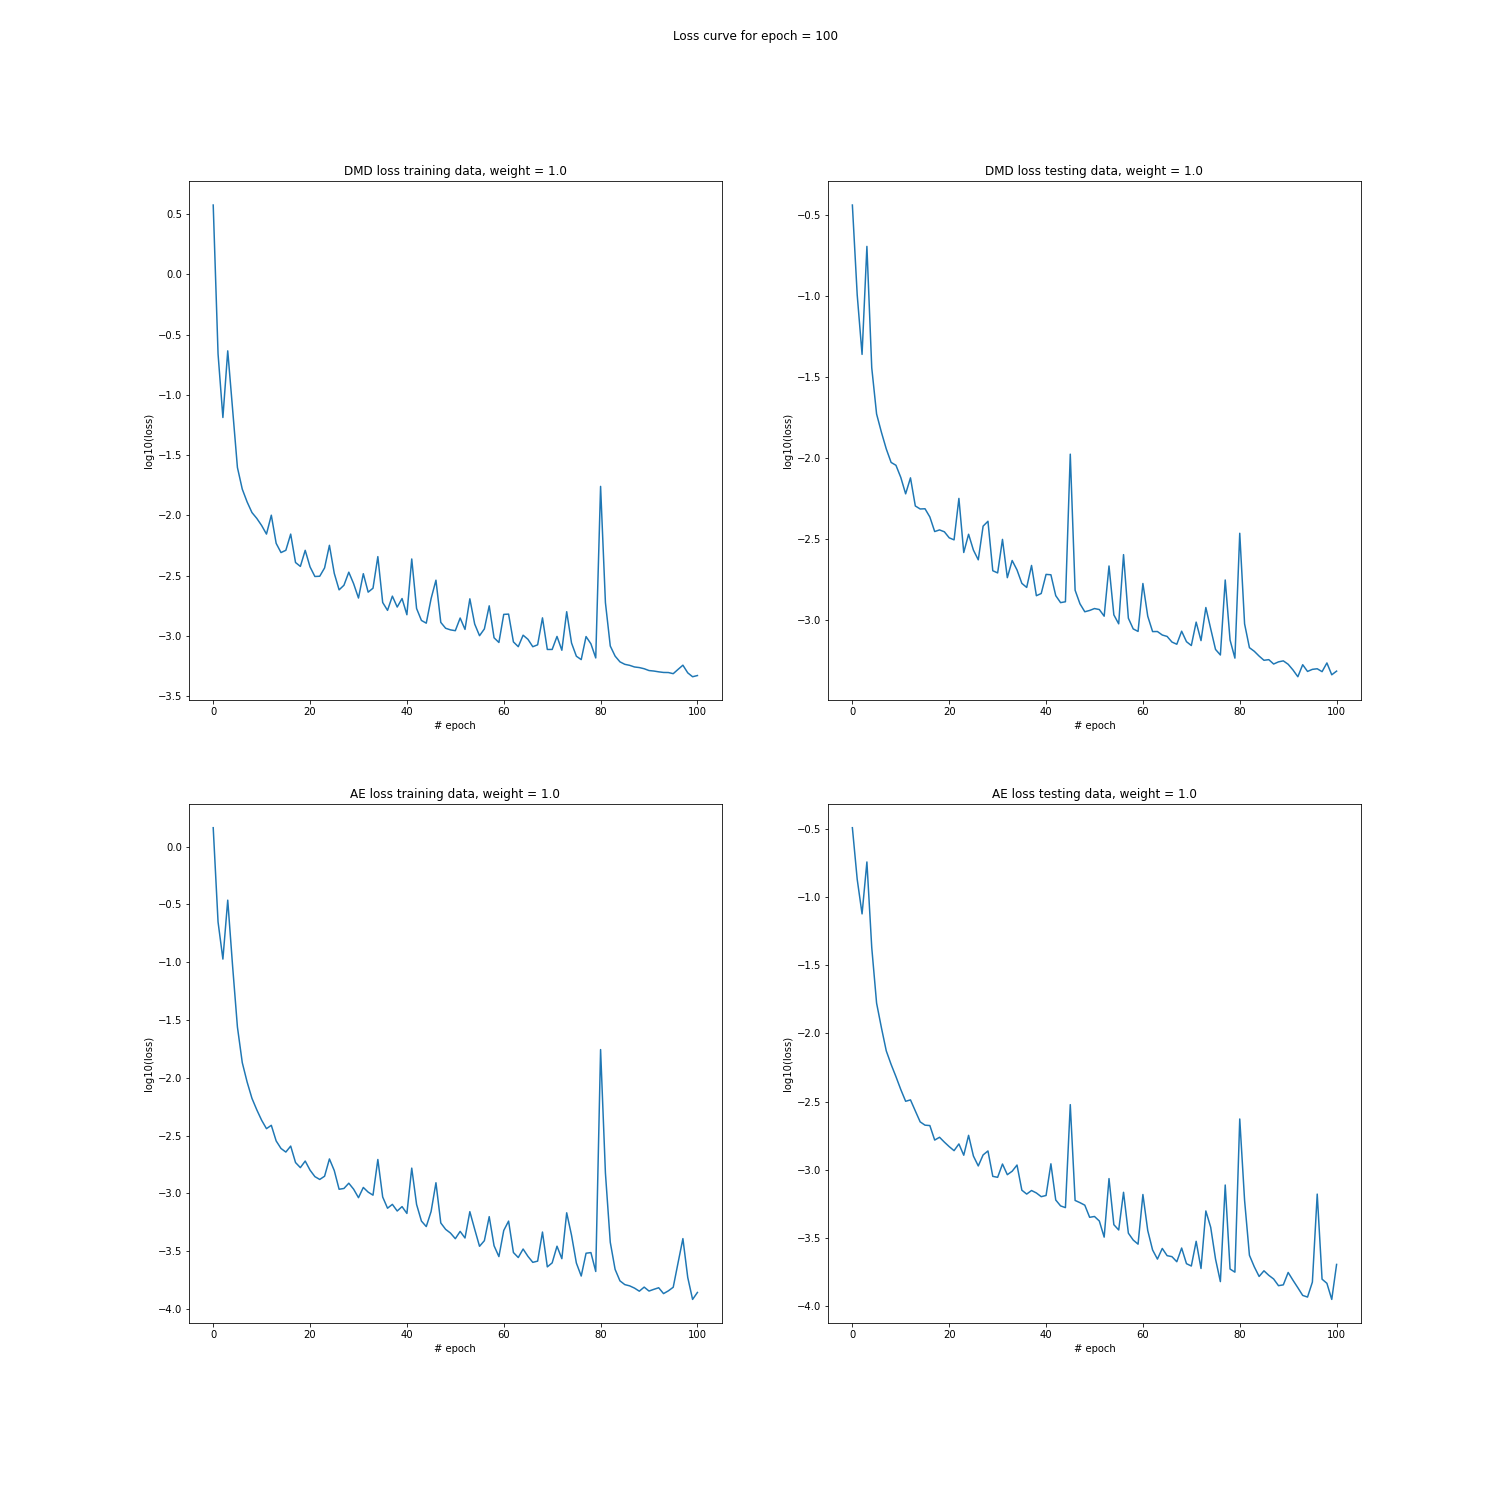 Loss curve for epoch = 100
DMD loss training data, weight = 1.0
0.5
0.0
−0.5
−1.0
−1.5
−2.0
−2.5
−3.0
−3.5
log10(loss)
0 20 40 60 80 100
# epoch
DMD loss testing data, weight = 1.0
−0.5
−1.0
−1.5
−2.0
−2.5
−3.0
log10(loss)
0 20 40 60 80 100
# epoch
AE loss training data, weight = 1.0
0.0
−0.5
−1.0
−1.5
−2.0
−2.5
−3.0
−3.5
−4.0
log10(loss)
0 20 40 60 80 100
# epoch
AE loss testing data, weight = 1.0
−0.5
−1.0
−1.5
−2.0
−2.5
−3.0
−3.5
−4.0
log10(loss)
0 20 40 60 80 100
# epoch